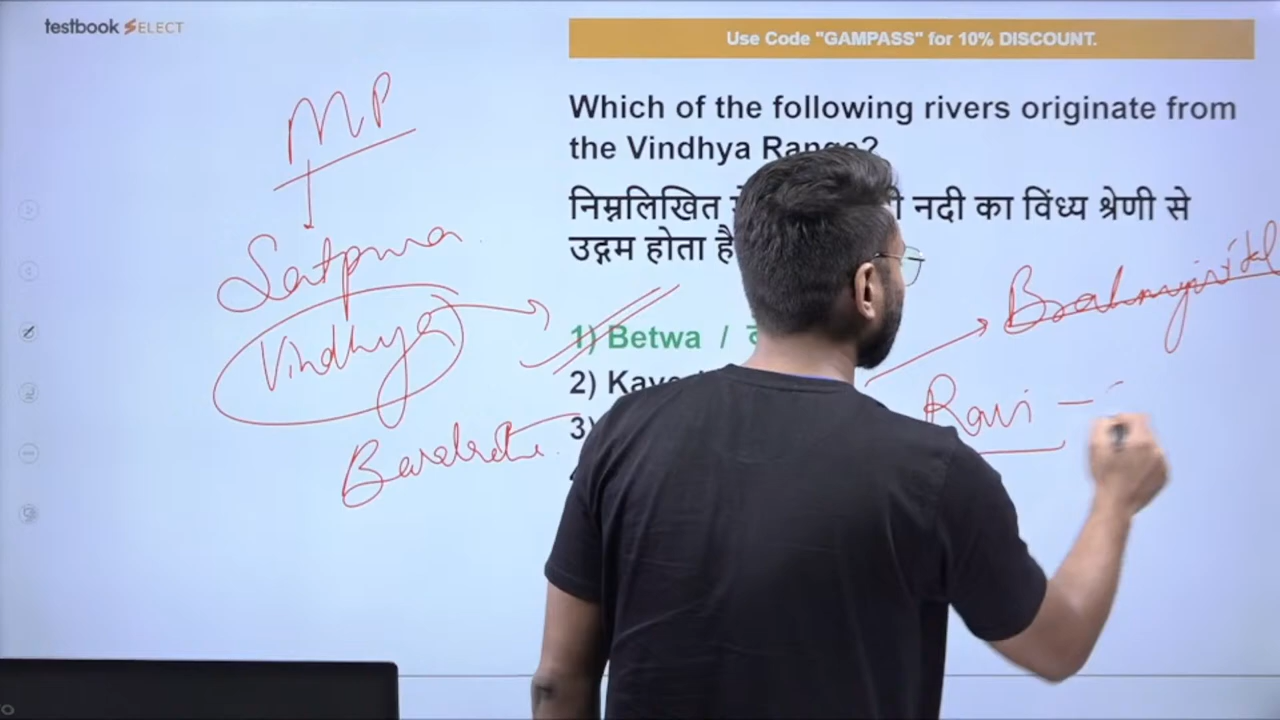 testbook SELECT
Use Code "GAMPASS" for 10% DISCOUNT.
Which of the following rivers originate from
the Vindhya Range?
निम्नलिखित नदी का विंध्य श्रेणी से
उद्गम होता है
1) Betwa /
2)
3)
MP
Satpura
Vindhya
Ravi -